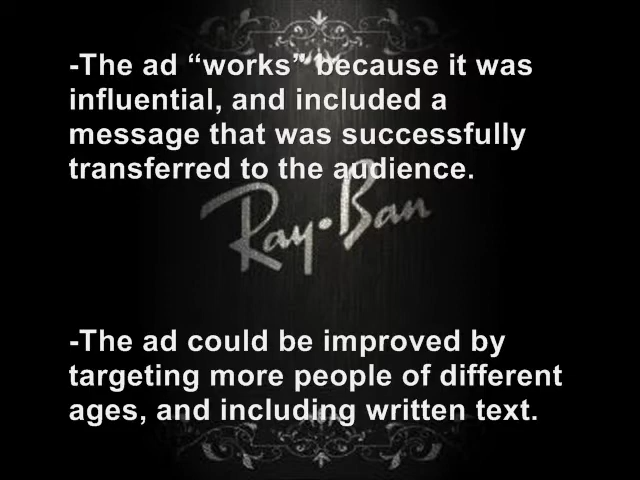 -The ad “works” because it was
influential, and included a
message that was successfully
transferred to the audience.
Ray-Ban
-The ad could be improved by
targeting more people of different
ages, and including written text.